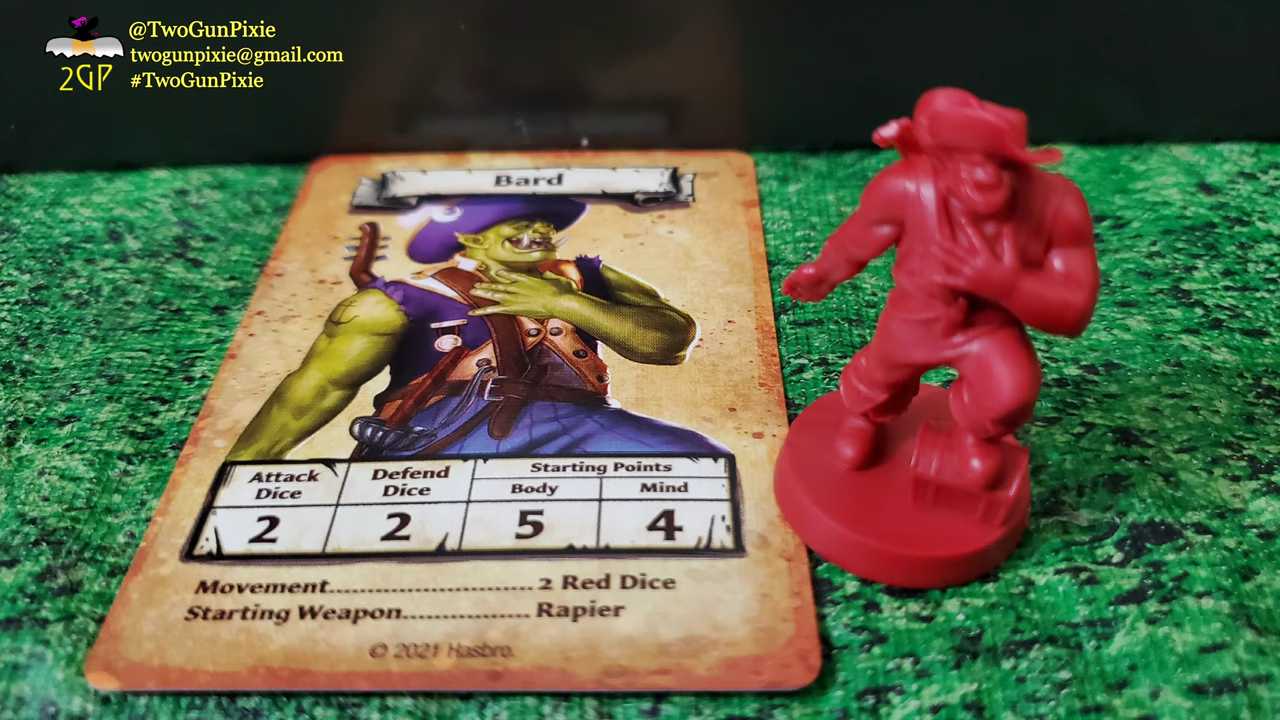 @TwoGunPixie
twogunpixie@gmail.com
#TwoGunPixie
2GP
Bard
Attack Dice
Defend Dice
Starting Points
Body
Mind
2
2
5
4
Movement............................ 2 Red Dice
Starting Weapon.................. Rapier
© 2021 Hasbro.